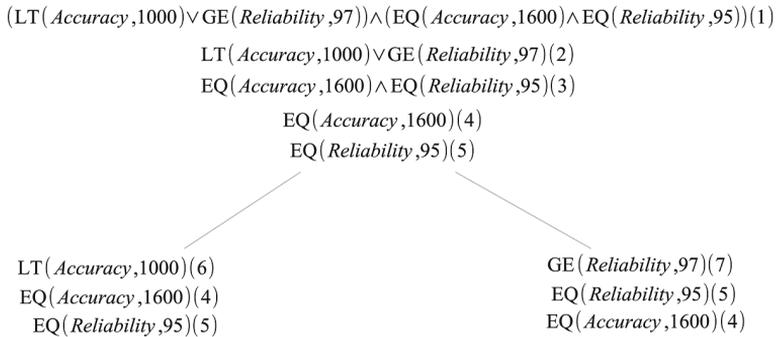 (LT(Accuracy,1000)∨GE(Reliability,97))∧(EQ(Accuracy,1600)∧EQ(Reliability,95))(1)
LT(Accuracy,1000)∨GE(Reliability,97)(2)
EQ(Accuracy,1600)∧EQ(Reliability,95)(3)
EQ(Accuracy,1600)(4)
EQ(Reliability,95)(5)
LT(Accuracy,1000)(6)
EQ(Accuracy,1600)(4)
EQ(Reliability,95)(5)
GE(Reliability,97)(7)
EQ(Reliability,95)(5)
EQ(Accuracy,1600)(4)